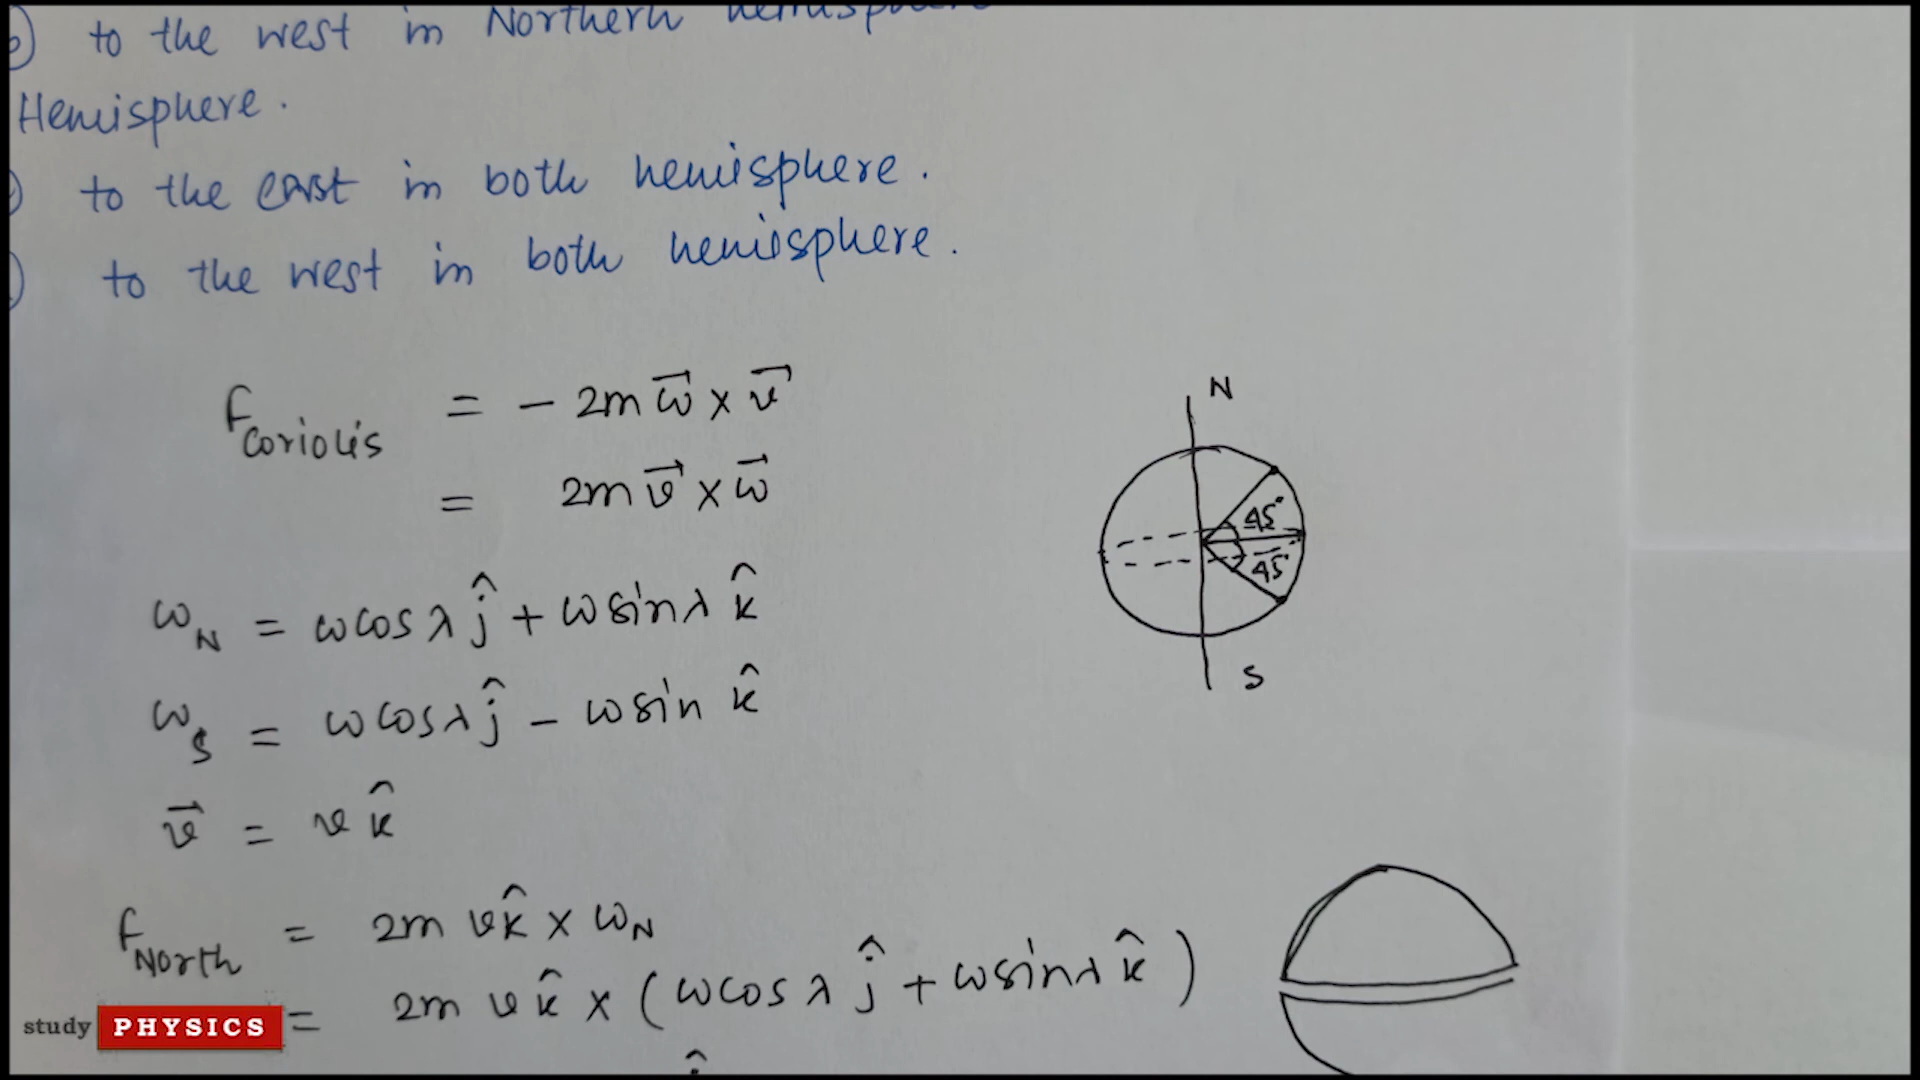 to the west in Northern hemisphere
Hemisphere.
to the east in both hemisphere.
to the west in both hemisphere.
F_Coriolis = - 2m ω⃗ × v⃗
= 2m v⃗ × ω⃗
ω_N = ω cos λ ĵ + ω sin λ k̂
ω_S = ω cos λ ĵ - ω sin k̂
v⃗ = v k̂
F_North = 2m v k̂ × ω_N
= 2m v k̂ × (ω cos λ ĵ + ω sin λ k̂)
N
45°
45°
S
study PHYSICS